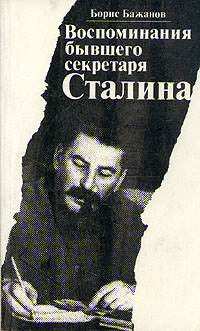 Борис Бажанов
Воспоминания
бывшего
секретаря
Сталина